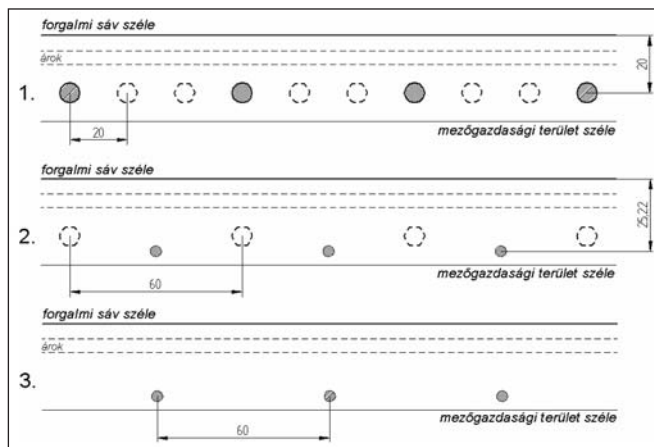 forgalmi sáv széle
árok
20
1.
20
mezőgazdasági terület széle
forgalmi sáv széle
25,22
2.
60
mezőgazdasági terület széle
forgalmi sáv széle
árok
3.
60
mezőgazdasági terület széle